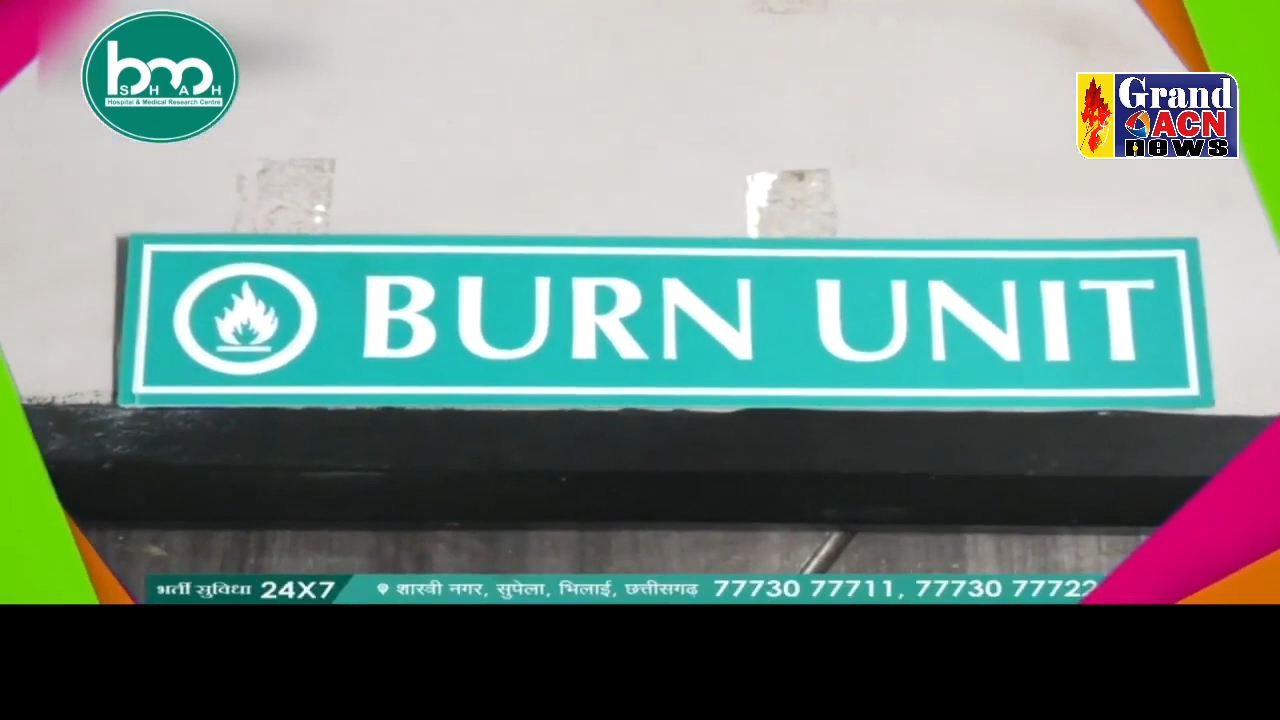 bm
SHAH
Hospital & Medical Research Centre
Grand
ACN
news
BURN UNIT
भर्ती सुविधा 24X7
शास्त्री नगर, सुपेला, भिलाई, छत्तीसगढ़ 77730 77711, 77730 77722